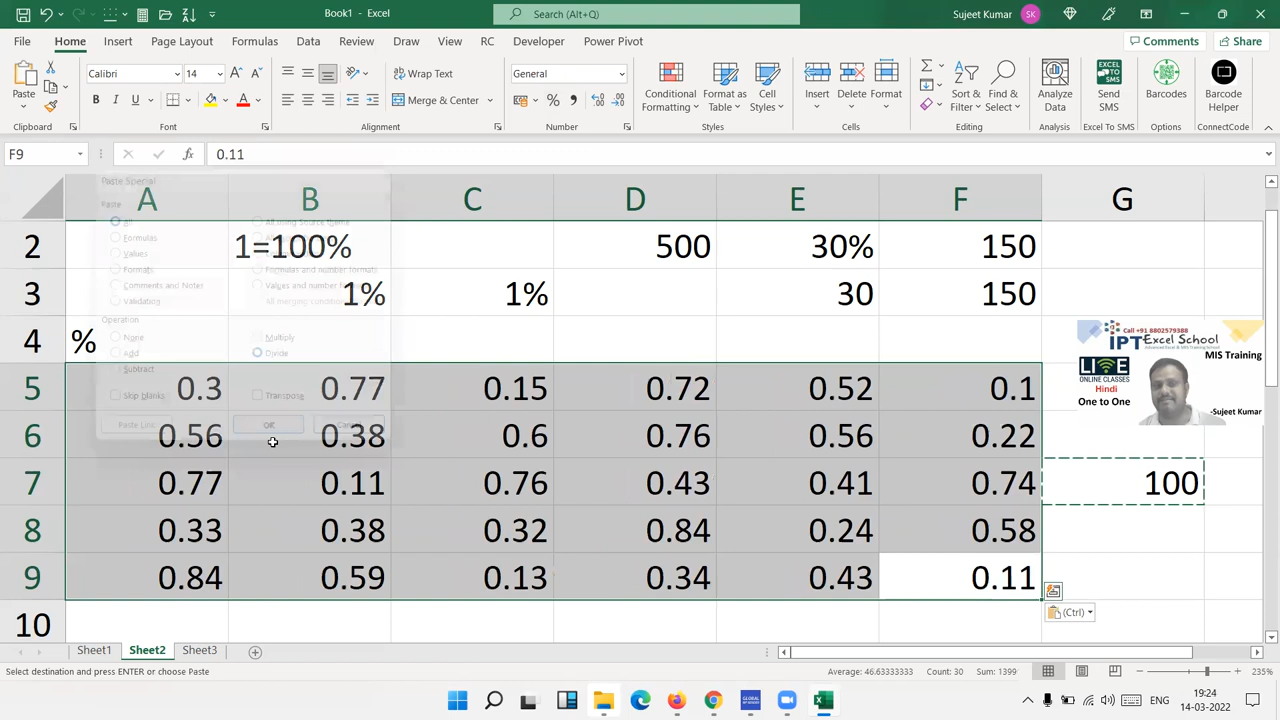 Book1 - Excel
Search (Alt+Q)
Sujeet Kumar
SK
File Home Insert Page Layout Formulas Data Review View Draw RC Developer Power Pivot
Comments
Share
Paste
Calibri 14
B I U
Wrap Text
Merge & Center
General
Conditional Formatting
Format as Table
Cell Styles
Insert Delete Format
Sort & Filter
Find & Select
Analyze Data
Send SMS
Barcodes
Barcode Helper
Clipboard Font Alignment Number Styles Cells Editing Analysis Excel To SMS Options ConnectCode
F9 fx 0.11
A B C D E F G
2 1=100% 500 30% 150
3 1% 1% 30 150
4 %
5 0.3 0.77 0.15 0.72 0.52 0.1
6 0.56 0.38 0.6 0.76 0.56 0.22
7 0.77 0.11 0.76 0.43 0.41 0.74 100
8 0.33 0.38 0.32 0.84 0.24 0.58
9 0.84 0.59 0.13 0.34 0.43 0.11
10
Paste Special
Paste
All All using Source theme
Formulas
Values
Formats Formulas and number formats
Comments and Notes Values and number formats
Validation All merging conditional
Operation
None Multiply
Add Divide
Subtract
Skip blanks Transpose
Paste Link OK Cancel
Call +91 8802579388
IPT Excel School
Advanced Excel & MIS Training School
MIS Training
LIVE
ONLINE CLASSES
Hindi
One to One
-Sujeet Kumar
(Ctrl)
Sheet1 Sheet2 Sheet3
Select destination and press ENTER or choose Paste
Average: 46.63333333 Count: 30 Sum: 1399
235%
ENG
19:24
14-03-2022